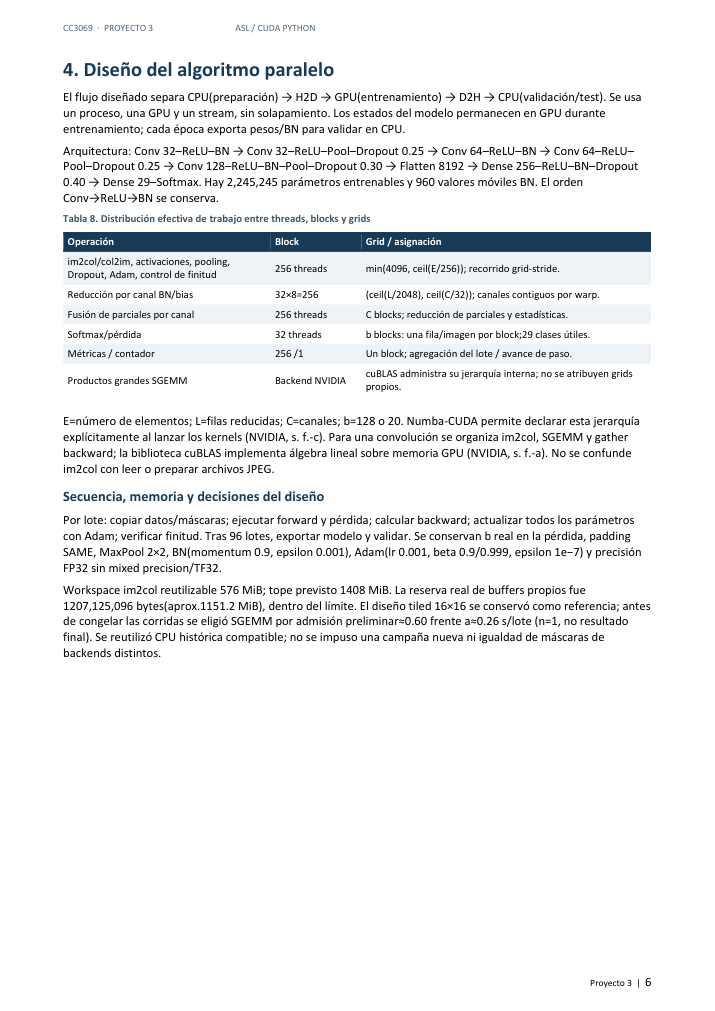 CC3069 · PROYECTO 3 ASL / CUDA PYTHON
4. Diseño del algoritmo paralelo
El flujo diseñado separa CPU(preparación) → H2D → GPU(entrenamiento) → D2H → CPU(validación/test). Se usa
un proceso, una GPU y un stream, sin solapamiento. Los estados del modelo permanecen en GPU durante
entrenamiento; cada época exporta pesos/BN para validar en CPU.
Arquitectura: Conv 32–ReLU–BN → Conv 32–ReLU–Pool–Dropout 0.25 → Conv 64–ReLU–BN → Conv 64–ReLU–
Pool–Dropout 0.25 → Conv 128–ReLU–BN–Pool–Dropout 0.30 → Flatten 8192 → Dense 256–ReLU–BN–Dropout
0.40 → Dense 29–Softmax. Hay 2,245,245 parámetros entrenables y 960 valores móviles BN. El orden
Conv→ReLU→BN se conserva.
Tabla 8. Distribución efectiva de trabajo entre threads, blocks y grids
Operación Block Grid / asignación
im2col/col2im, activaciones, pooling,
Dropout, Adam, control de finitud 256 threads min(4096, ceil(E/256)); recorrido grid-stride.
Reducción por canal BN/bias 32×8=256 (ceil(L/2048), ceil(C/32)); canales contiguos por warp.
Fusión de parciales por canal 256 threads C blocks; reducción de parciales y estadísticas.
Softmax/pérdida 32 threads b blocks: una fila/imagen por block;29 clases útiles.
Métricas / contador 256 /1 Un block; agregación del lote / avance de paso.
Productos grandes SGEMM Backend NVIDIA cuBLAS administra su jerarquía interna; no se atribuyen grids
propios.
E=número de elementos; L=filas reducidas; C=canales; b=128 o 20. Numba-CUDA permite declarar esta jerarquía
explícitamente al lanzar los kernels (NVIDIA, s. f.-c). Para una convolución se organiza im2col, SGEMM y gather
backward; la biblioteca cuBLAS implementa álgebra lineal sobre memoria GPU (NVIDIA, s. f.-a). No se confunde
im2col con leer o preparar archivos JPEG.
Secuencia, memoria y decisiones del diseño
Por lote: copiar datos/máscaras; ejecutar forward y pérdida; calcular backward; actualizar todos los parámetros
con Adam; verificar finitud. Tras 96 lotes, exportar modelo y validar. Se conservan b real en la pérdida, padding
SAME, MaxPool 2×2, BN(momentum 0.9, epsilon 0.001), Adam(lr 0.001, beta 0.9/0.999, epsilon 1e−7) y precisión
FP32 sin mixed precision/TF32.
Workspace im2col reutilizable 576 MiB; tope previsto 1408 MiB. La reserva real de buffers propios fue
1207,125,096 bytes(aprox.1151.2 MiB), dentro del límite. El diseño tiled 16×16 se conservó como referencia; antes
de congelar las corridas se eligió SGEMM por admisión preliminar≈0.60 frente a≈0.26 s/lote (n=1, no resultado
final). Se reutilizó CPU histórica compatible; no se impuso una campaña nueva ni igualdad de máscaras de
backends distintos.
Proyecto 3 | 6